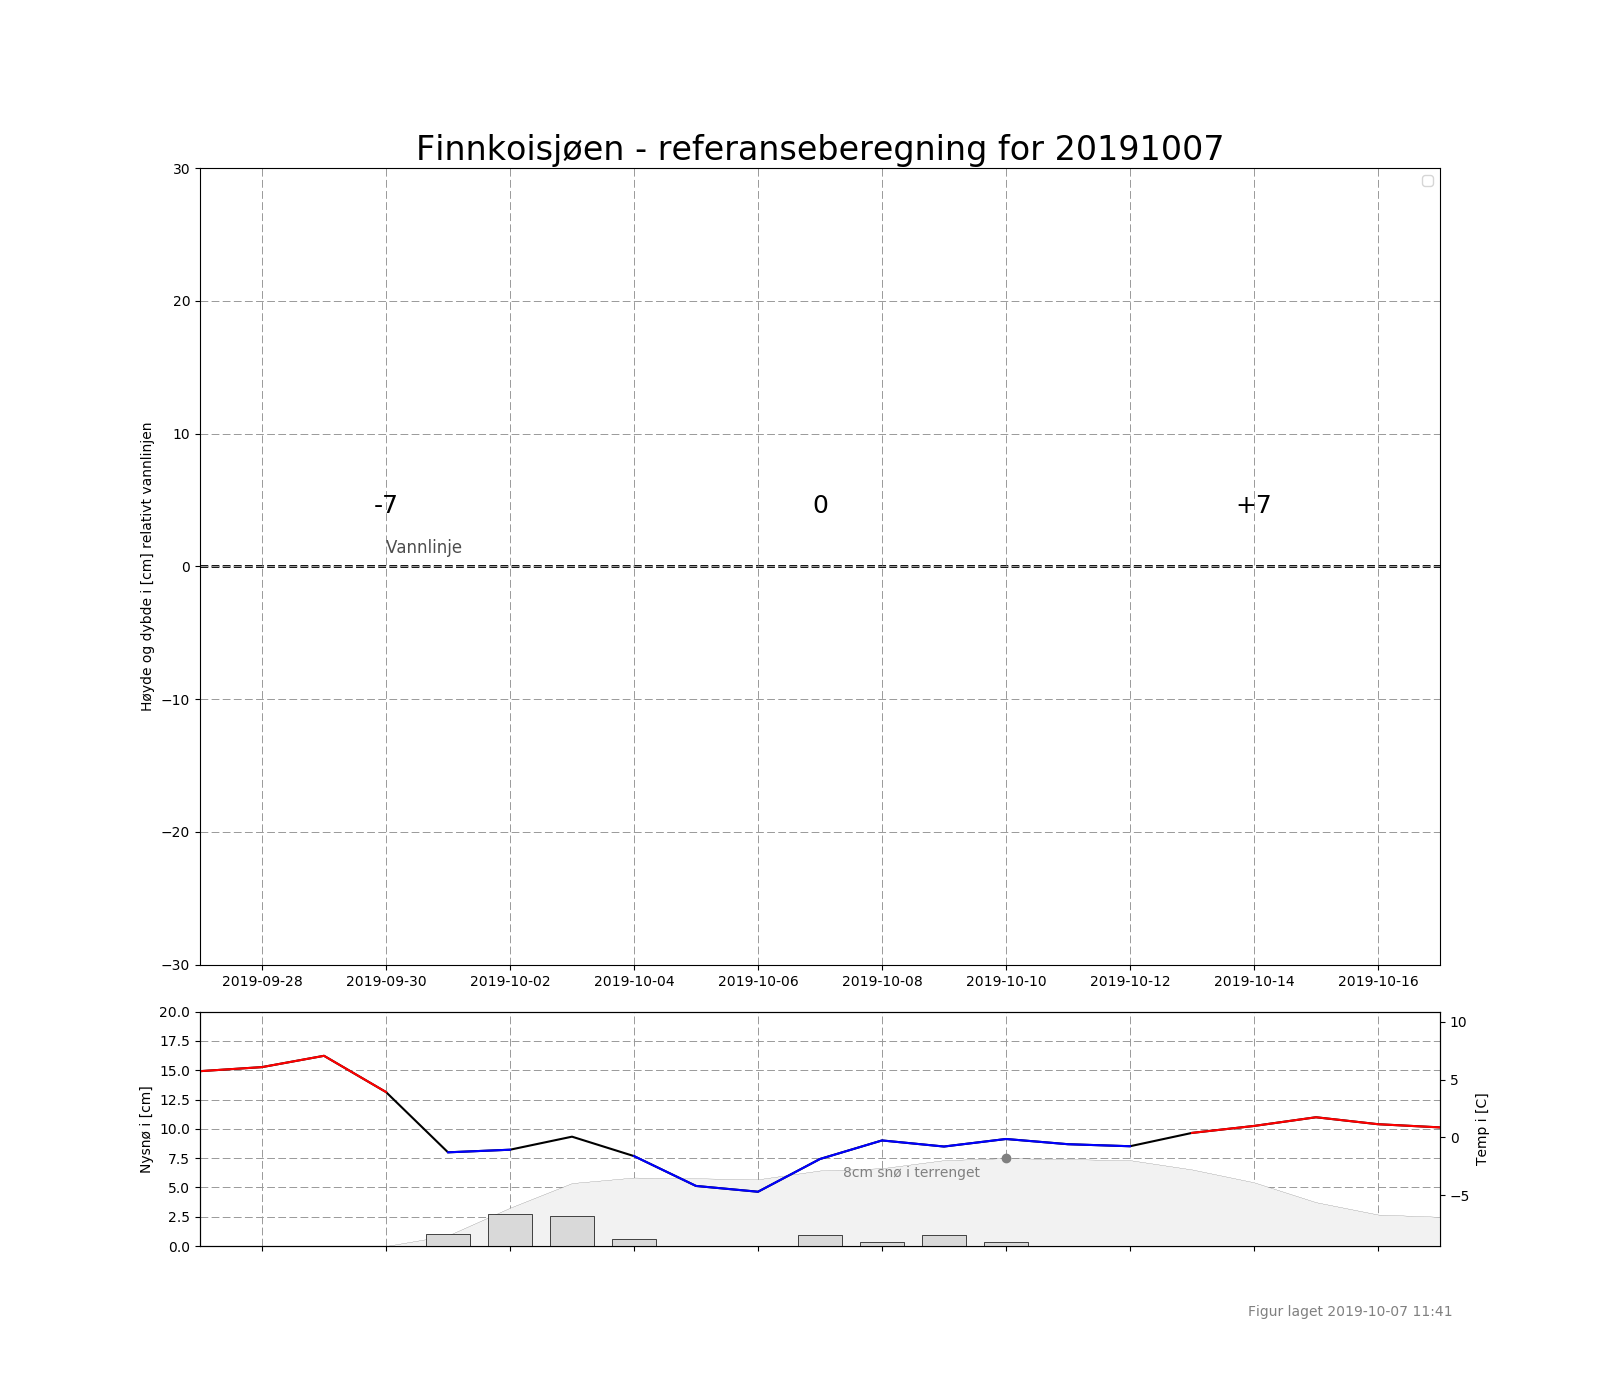 Finnkoisjøen - referanseberegning for 20191007
30
20
10
0
−10
−20
−30
Høyde og dybde i [cm] relativt vannlinjen
-7
0
+7
Vannlinje
2019-09-28 2019-09-30 2019-10-02 2019-10-04 2019-10-06 2019-10-08 2019-10-10 2019-10-12 2019-10-14 2019-10-16
20.0
17.5
15.0
12.5
10.0
7.5
5.0
2.5
0.0
Nysnø i [cm]
8cm snø i terrenget
10
5
0
−5
Temp i [C]
Figur laget 2019-10-07 11:41